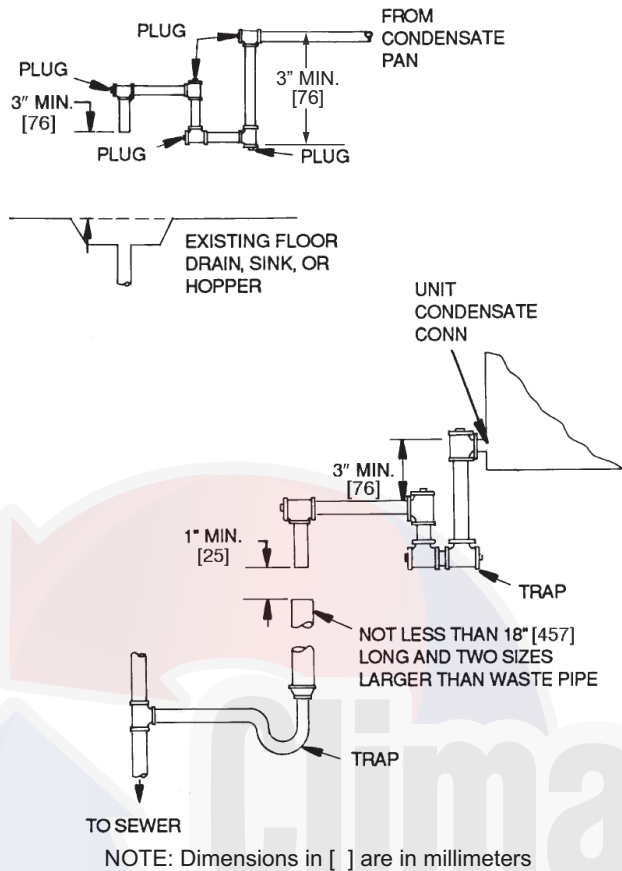 FROM
CONDENSATE
PAN
PLUG
PLUG
3" MIN.
[76]
3" MIN.
[76]
PLUG
PLUG
EXISTING FLOOR
DRAIN, SINK, OR
HOPPER
UNIT
CONDENSATE
CONN
3" MIN.
[76]
1" MIN.
[25]
TRAP
NOT LESS THAN 18" [457]
LONG AND TWO SIZES
LARGER THAN WASTE PIPE
TRAP
TO SEWER
NOTE: Dimensions in [ ] are in millimeters
Clima